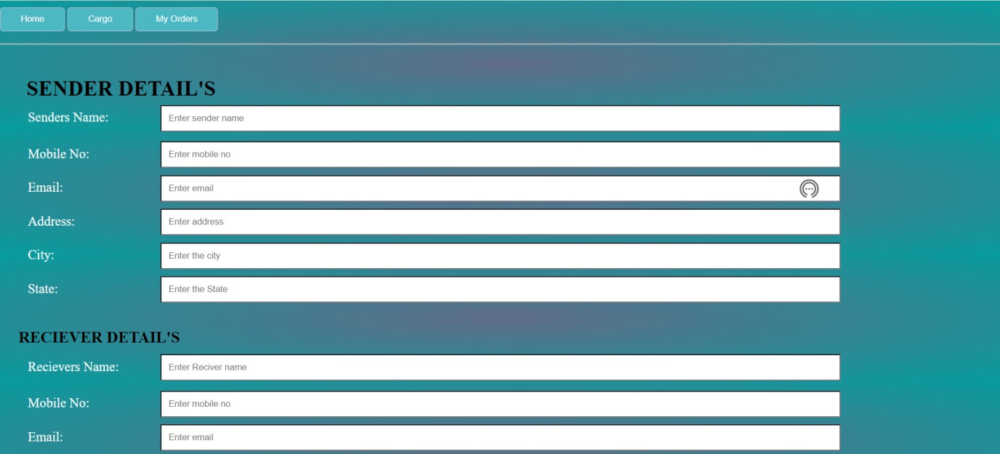 Home Cargo My Orders
SENDER DETAIL'S
Senders Name: Enter sender name
Mobile No: Enter mobile no
Email: Enter email
Address: Enter address
City: Enter the city
State: Enter the State
RECIEVER DETAIL'S
Recievers Name: Enter Reciver name
Mobile No: Enter mobile no
Email: Enter email